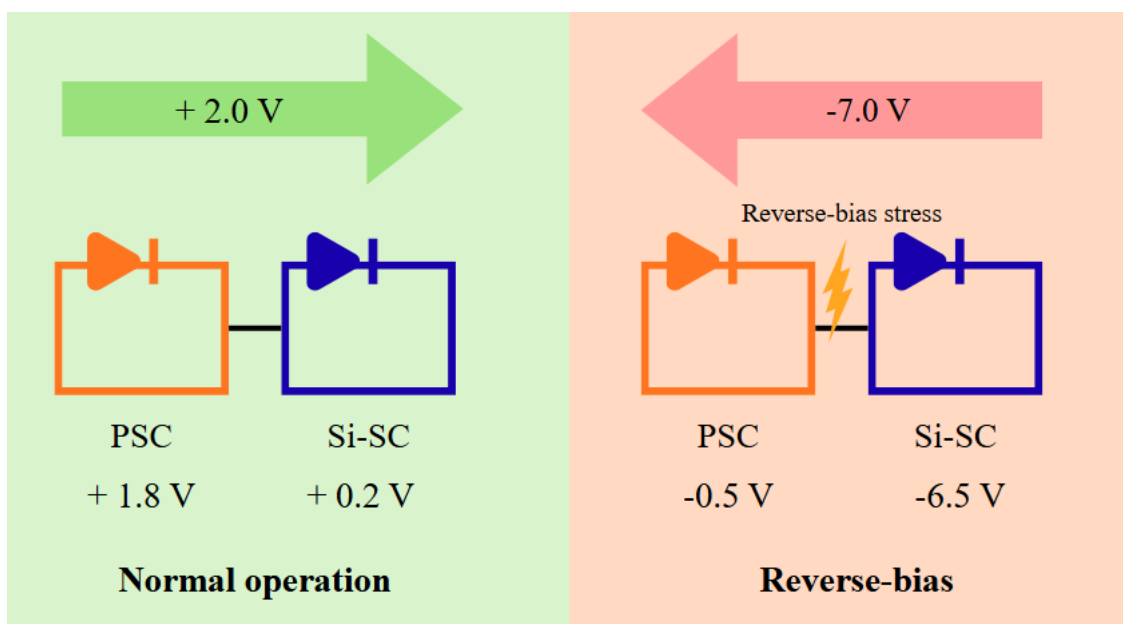 + 2.0 V
PSC
Si-SC
+ 1.8 V
+ 0.2 V
Normal operation
-7.0 V
Reverse-bias stress
PSC
Si-SC
-0.5 V
-6.5 V
Reverse-bias